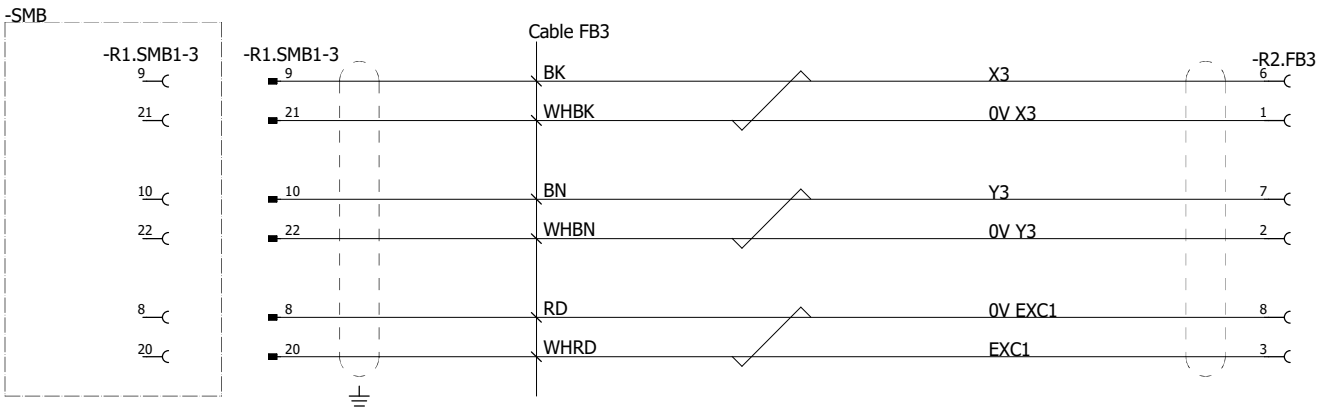 -SMB
Cable FB3
-R1.SMB1-3 -R1.SMB1-3 -R2.FB3
9 9 BK X3 6
21 21 WHBK 0V X3 1
10 10 BN Y3 7
22 22 WHBN 0V Y3 2
8 8 RD 0V EXC1 8
20 20 WHRD EXC1 3